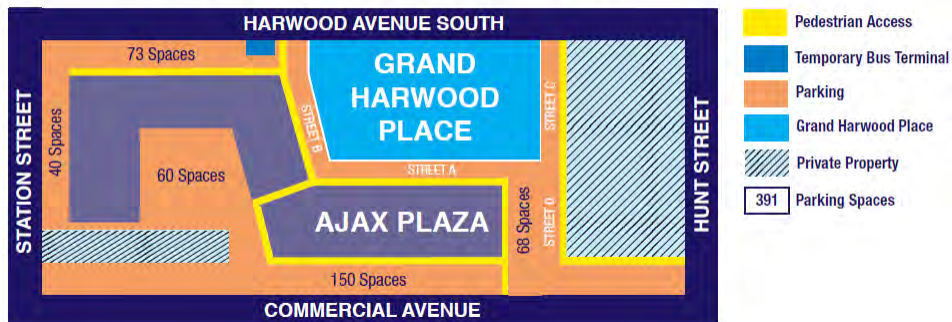 HARWOOD AVENUE SOUTH
73 Spaces
STATION STREET
40 Spaces
60 Spaces
STREET B
GRAND
HARWOOD
PLACE
STREET C
STREET A
AJAX PLAZA
68 Spaces
STREET D
HUNT STREET
150 Spaces
COMMERCIAL AVENUE
Pedestrian Access
Temporary Bus Terminal
Parking
Grand Harwood Place
Private Property
391 Parking Spaces